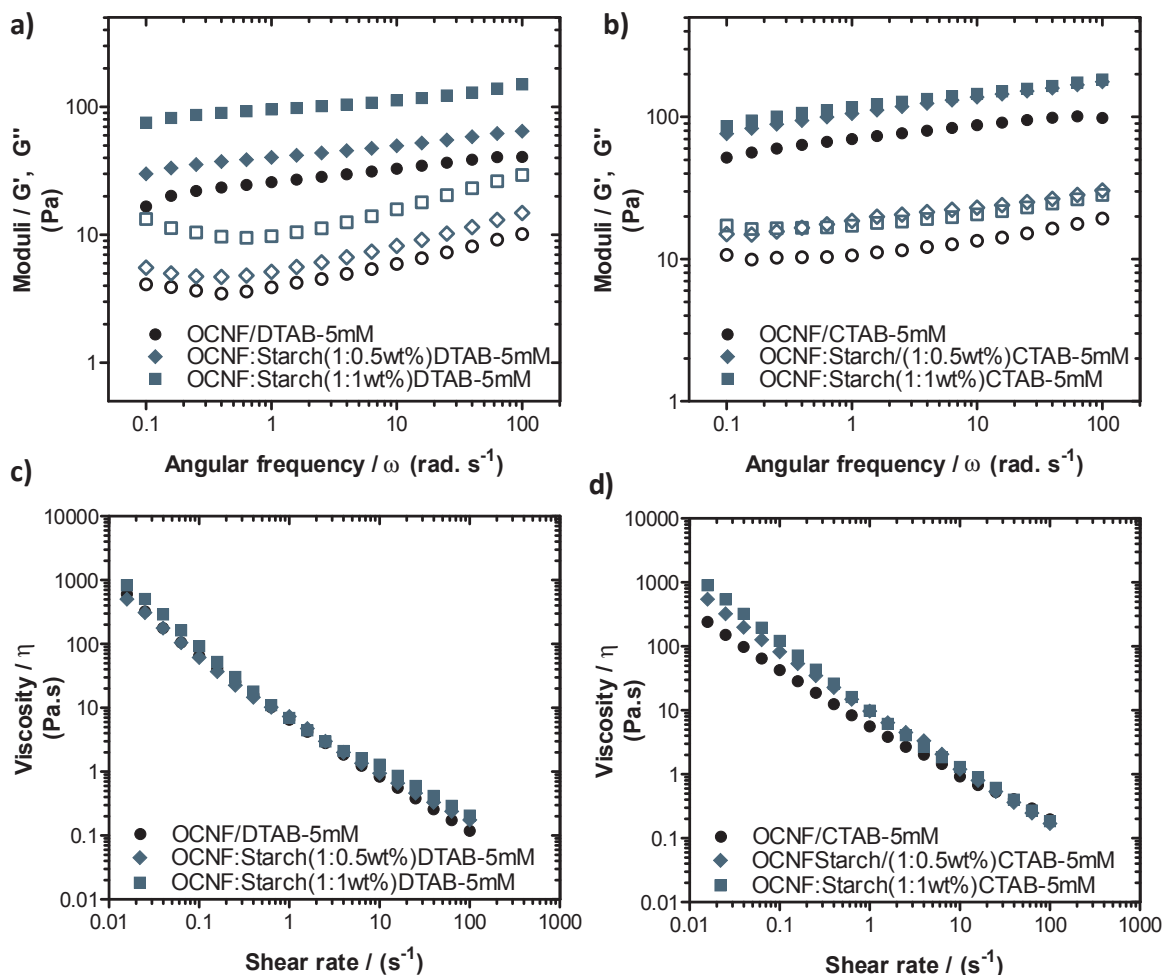 a)
100
10
1
Moduli / G', G''
(Pa)
OCNF/DTAB-5mM
OCNF:Starch(1:0.5wt%)DTAB-5mM
OCNF:Starch(1:1wt%)DTAB-5mM
0.1 1 10 100
Angular frequency / ω (rad. s⁻¹)
b)
100
10
1
Moduli / G', G''
(Pa)
OCNF/CTAB-5mM
OCNF:Starch/(1:0.5wt%)CTAB-5mM
OCNF:Starch(1:1wt%)CTAB-5mM
0.1 1 10 100
Angular frequency / ω (rad. s⁻¹)
c)
10000
1000
100
10
1
0.1
0.01
Viscosity / η
(Pa.s)
OCNF/DTAB-5mM
OCNF:Starch(1:0.5wt%)DTAB-5mM
OCNF:Starch(1:1wt%)DTAB-5mM
0.01 0.1 1 10 100 1000
Shear rate / (s⁻¹)
d)
10000
1000
100
10
1
0.1
0.01
Viscosity / η
(Pa.s)
OCNF/CTAB-5mM
OCNFStarch/(1:0.5wt%)CTAB-5mM
OCNF:Starch(1:1wt%)CTAB-5mM
0.01 0.1 1 10 100 1000
Shear rate / (s⁻¹)